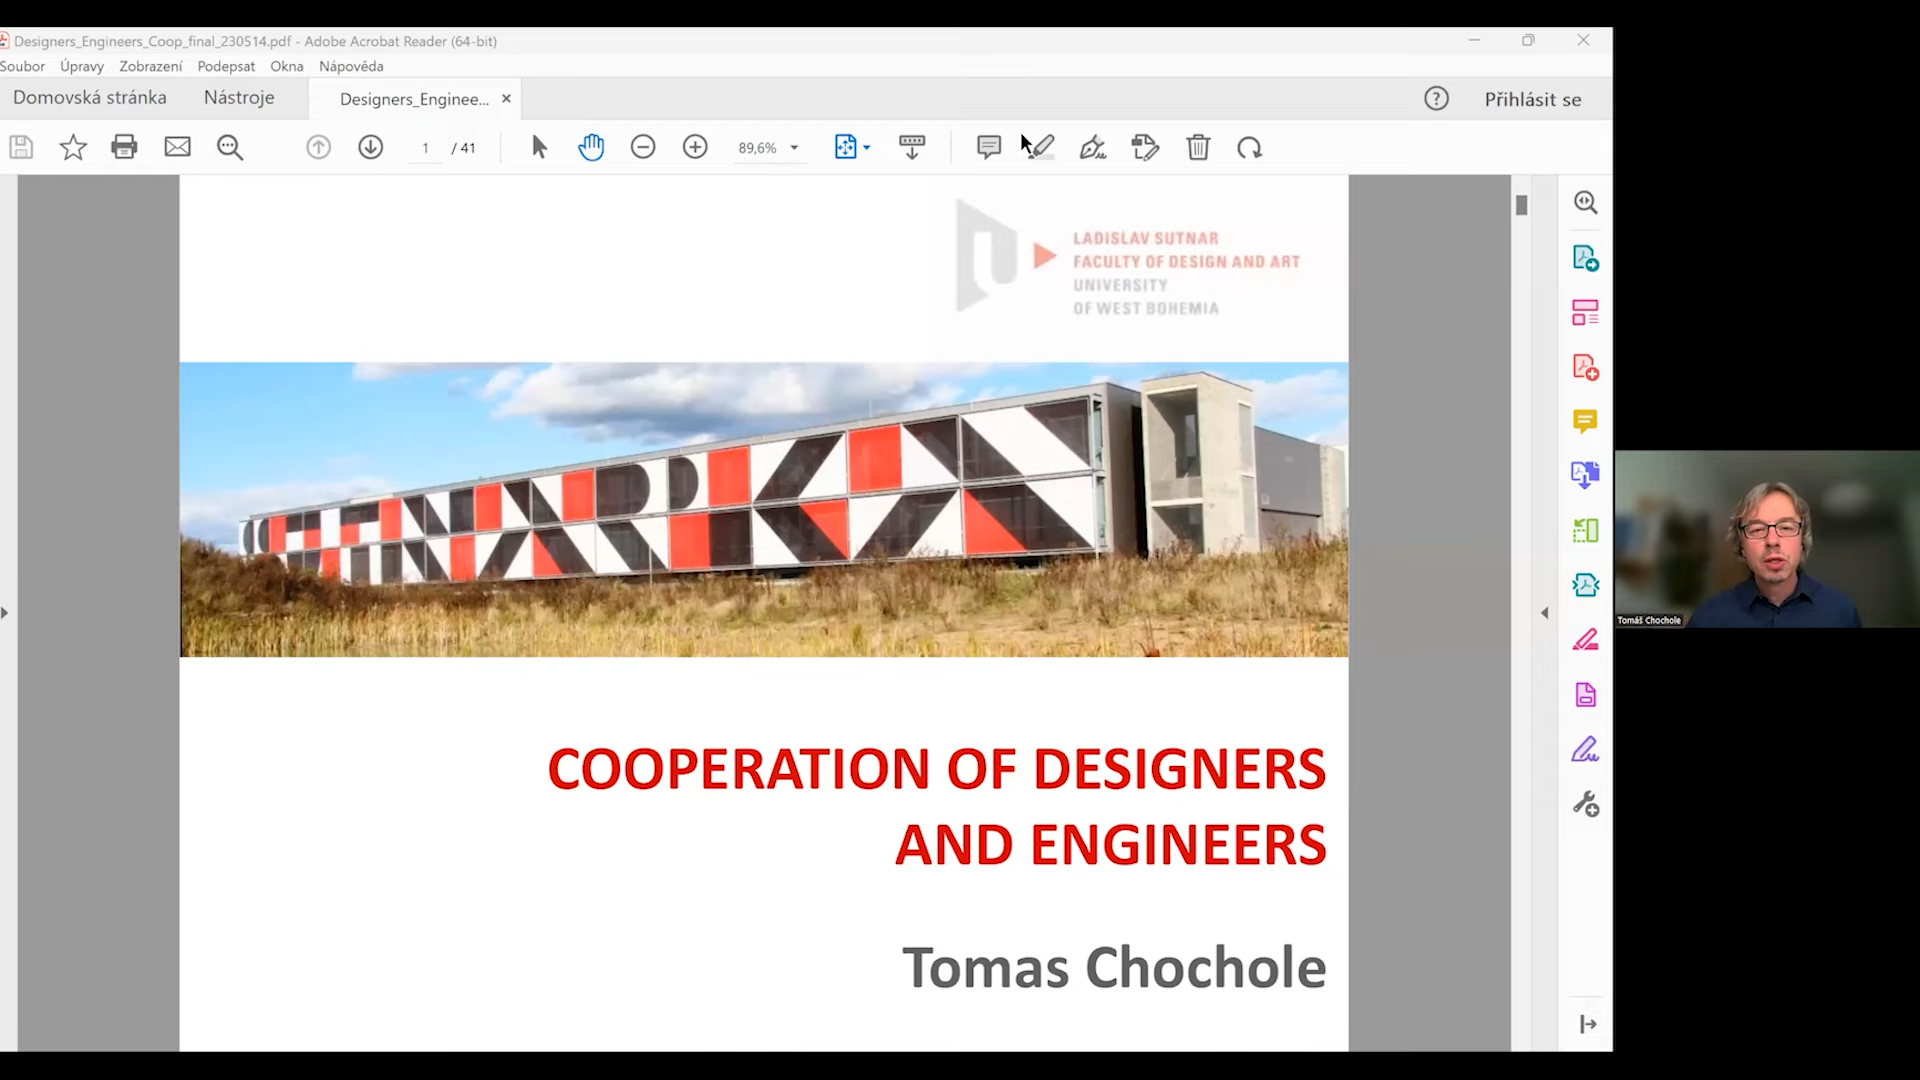 Designers_Engineers_Coop_final_230514.pdf - Adobe Acrobat Reader (64-bit)
Soubor Úpravy Zobrazení Podepsat Okna Nápověda
Domovská stránka Nástroje Designers_Enginee... Přihlásit se
1 / 41 89,6%
LADISLAV SUTNAR
FACULTY OF DESIGN AND ART
UNIVERSITY
OF WEST BOHEMIA
COOPERATION OF DESIGNERS
AND ENGINEERS
Tomas Chochole
Tomáš Chochole